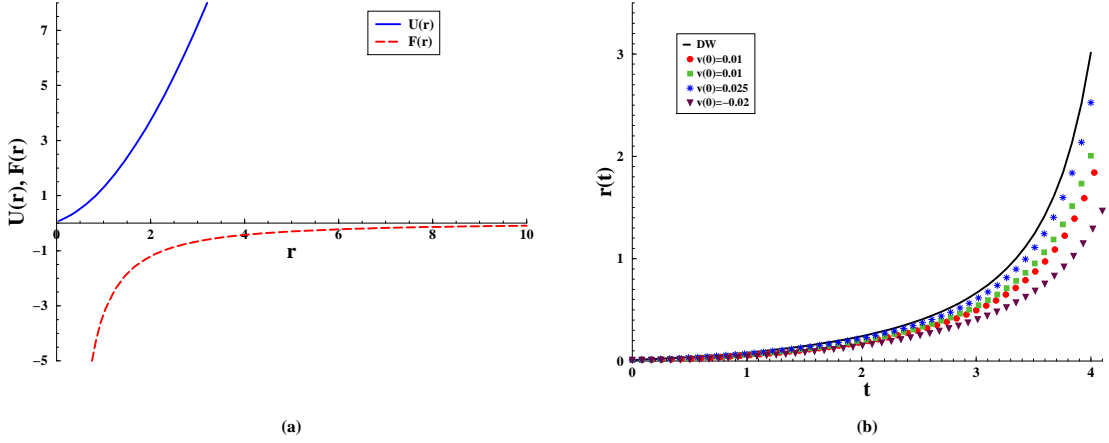 7
5
3
1
−1
−3
−5
0
2
4
6
8
10
U(r), F(r)
r
U(r)
F(r)
(a)
3
2
1
0
0
1
2
3
4
r(t)
t
DW
v(0)=0.01
v(0)=0.01
v(0)=0.025
v(0)=−0.02
(b)